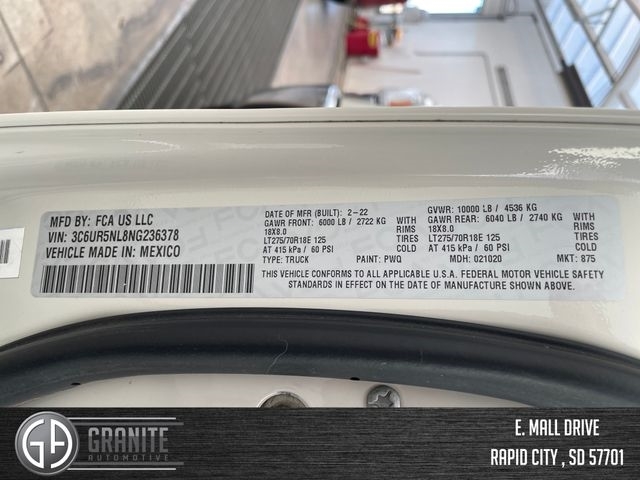 MFD BY: FCA US LLC
VIN: 3C6UR5NL8NG236378
VEHICLE MADE IN: MEXICO
DATE OF MFR (BUILT): 2-22
GVWR: 10000 LB / 4536 KG
GAWR FRONT: 6000 LB / 2722 KG WITH
GAWR REAR: 6040 LB / 2740 KG WITH
18X8.0 RIMS
18X8.0 RIMS
LT275/70R18E 125 TIRES
LT275/70R18E 125 TIRES
AT 415 kPa / 60 PSI COLD
AT 415 kPa / 60 PSI COLD
TYPE: TRUCK PAINT: PWQ MDH: 021020 MKT: 875
THIS VEHICLE CONFORMS TO ALL APPLICABLE U.S.A. FEDERAL MOTOR VEHICLE SAFETY
STANDARDS IN EFFECT ON THE DATE OF MANUFACTURE SHOWN ABOVE.
GA
GRANITE
AUTOMOTIVE
E. MALL DRIVE
RAPID CITY , SD 57701